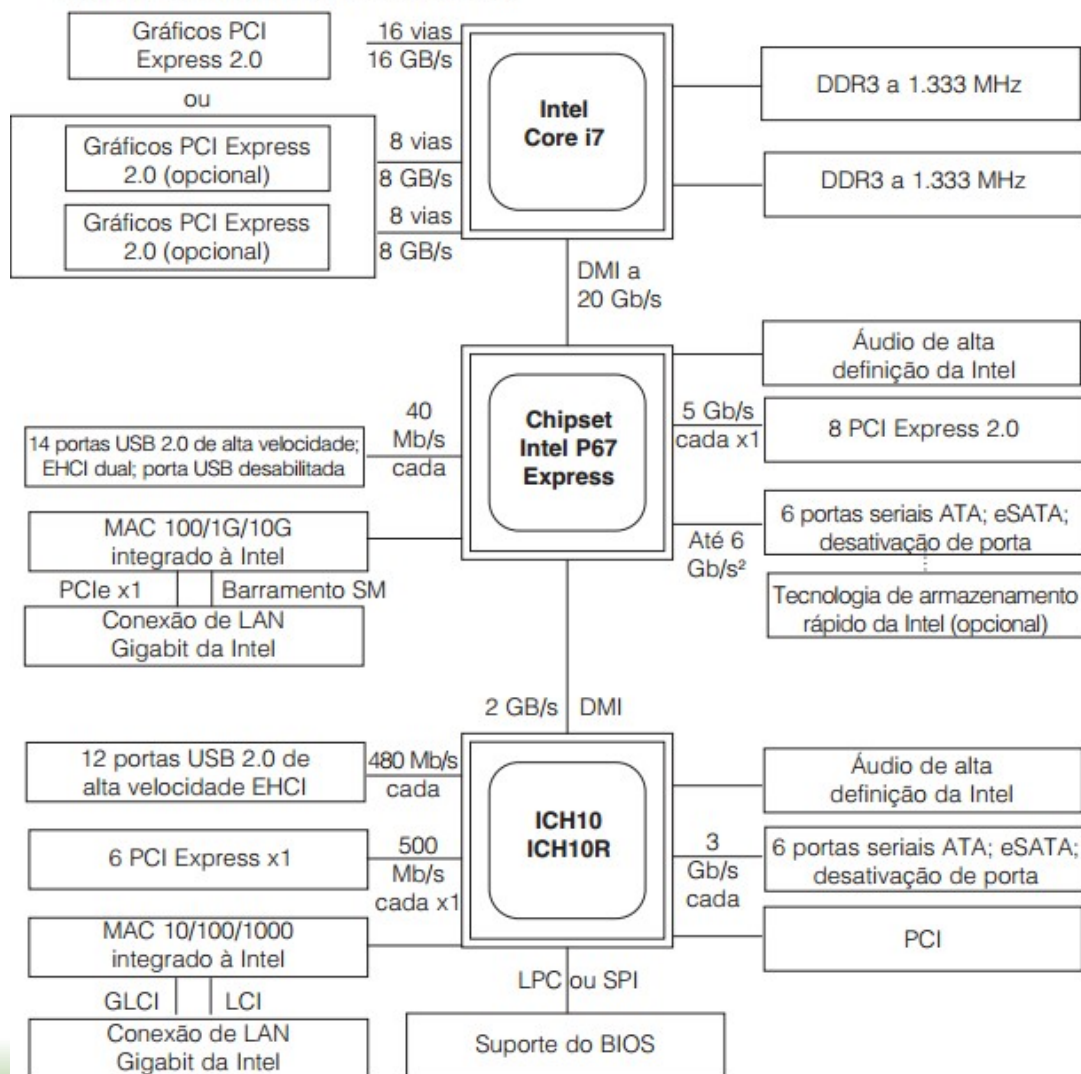 Gráficos PCI
Express 2.0
16 vias
16 GB/s
ou
Gráficos PCI Express
2.0 (opcional)
8 vias
8 GB/s
Gráficos PCI Express
2.0 (opcional)
8 vias
8 GB/s
Intel
Core i7
DDR3 a 1.333 MHz
DDR3 a 1.333 MHz
DMI a
20 Gb/s
Áudio de alta
definição da Intel
14 portas USB 2.0 de alta velocidade;
EHCI dual; porta USB desabilitada
40
Mb/s
cada
Chipset
Intel P67
Express
5 Gb/s
cada x1
8 PCI Express 2.0
MAC 100/1G/10G
integrado à Intel
PCIe x1
Barramento SM
Conexão de LAN
Gigabit da Intel
Até 6
Gb/s²
6 portas seriais ATA; eSATA;
desativação de porta
Tecnologia de armazenamento
rápido da Intel (opcional)
2 GB/s
DMI
12 portas USB 2.0 de
alta velocidade EHCI
480 Mb/s
cada
ICH10
ICH10R
Áudio de alta
definição da Intel
6 PCI Express x1
500
Mb/s
cada x1
3
Gb/s
cada
6 portas seriais ATA; eSATA;
desativação de porta
MAC 10/100/1000
integrado à Intel
PCI
GLCI
LCI
Conexão de LAN
Gigabit da Intel
LPC ou SPI
Suporte do BIOS